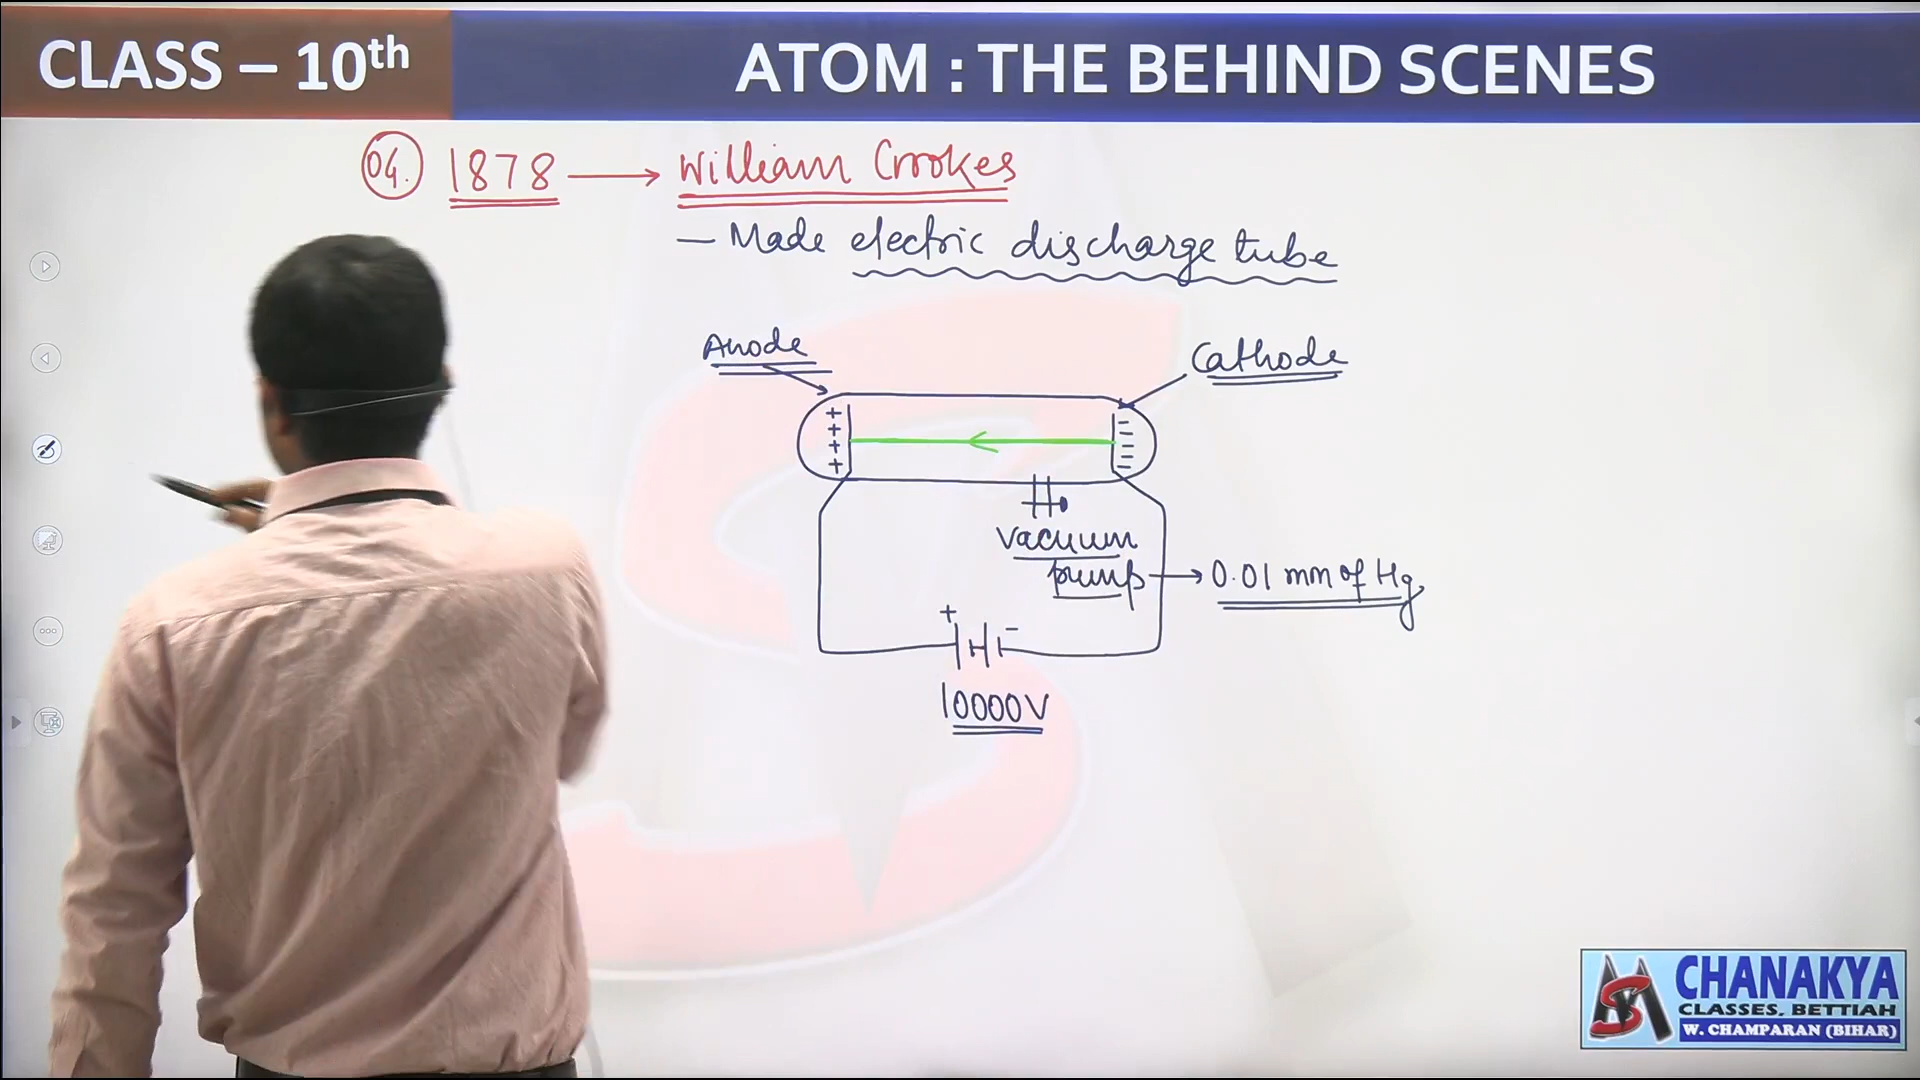 CLASS – 10th
ATOM : THE BEHIND SCENES
04. 1878 → William Crookes
— Made electric discharge tube
Anode
Cathode
+ −
+ −
+ −
+ −
Vacuum
pump → 0.01 mm of Hg
+ −
10000V
CHANAKYA
CLASSES, BETTIAH
W. CHAMPARAN (BIHAR)